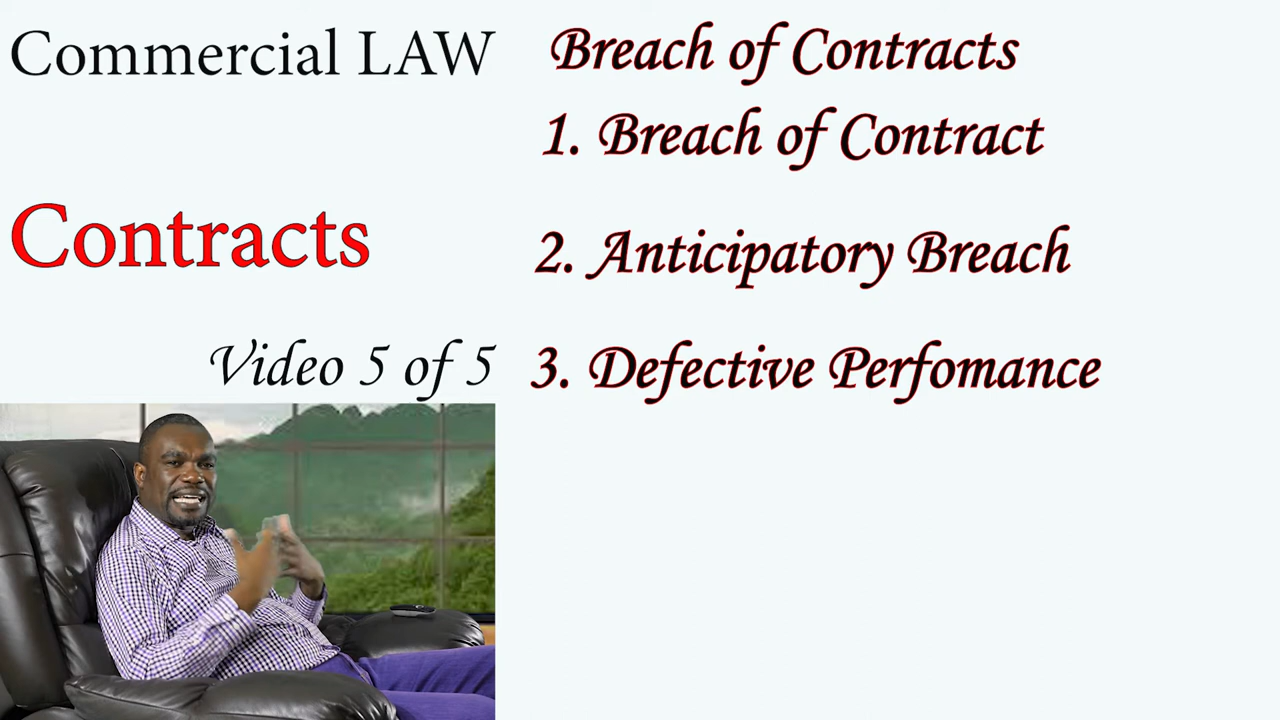 Commercial LAW
Contracts
Video 5 of 5
Breach of Contracts
1. Breach of Contract
2. Anticipatory Breach
3. Defective Perfomance